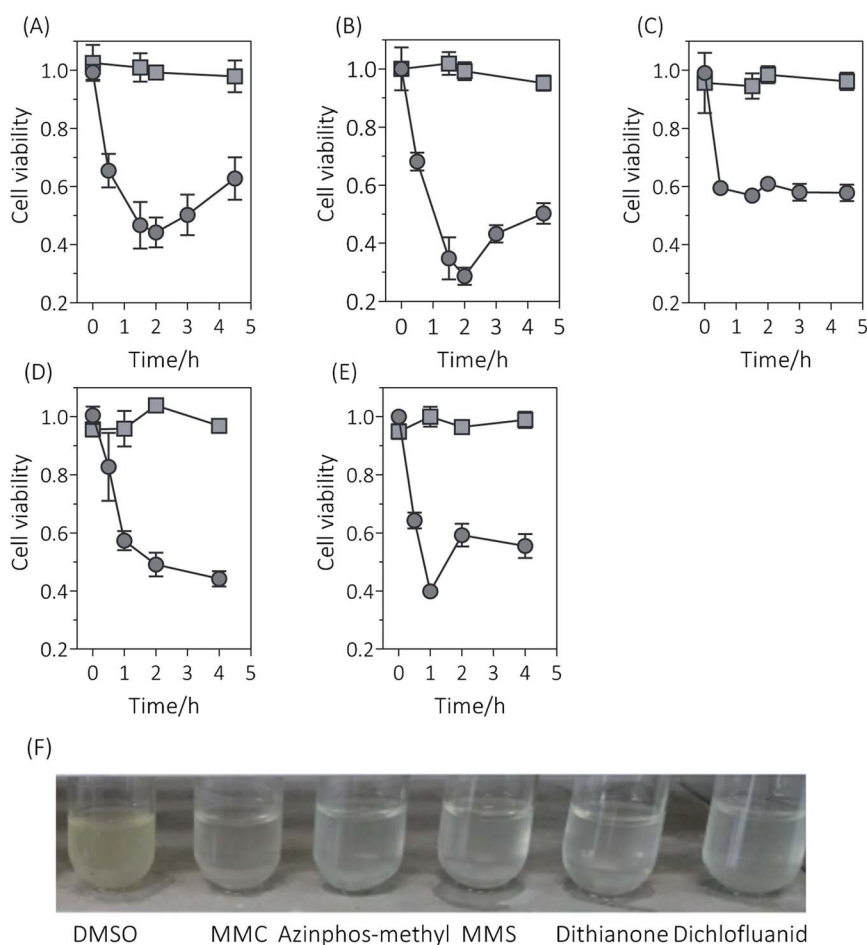 (A)
Cell viability
1.0
0.8
0.6
0.4
0.2
0 1 2 3 4 5
Time/h
(B)
Cell viability
1.0
0.8
0.6
0.4
0.2
0 1 2 3 4 5
Time/h
(C)
Cell viability
1.0
0.8
0.6
0.4
0.2
0 1 2 3 4 5
Time/h
(D)
Cell viability
1.0
0.8
0.6
0.4
0.2
0 1 2 3 4 5
Time/h
(E)
Cell viability
1.0
0.8
0.6
0.4
0.2
0 1 2 3 4 5
Time/h
(F)
DMSO MMC Azinphos-methyl MMS Dithianone Dichlofluanid